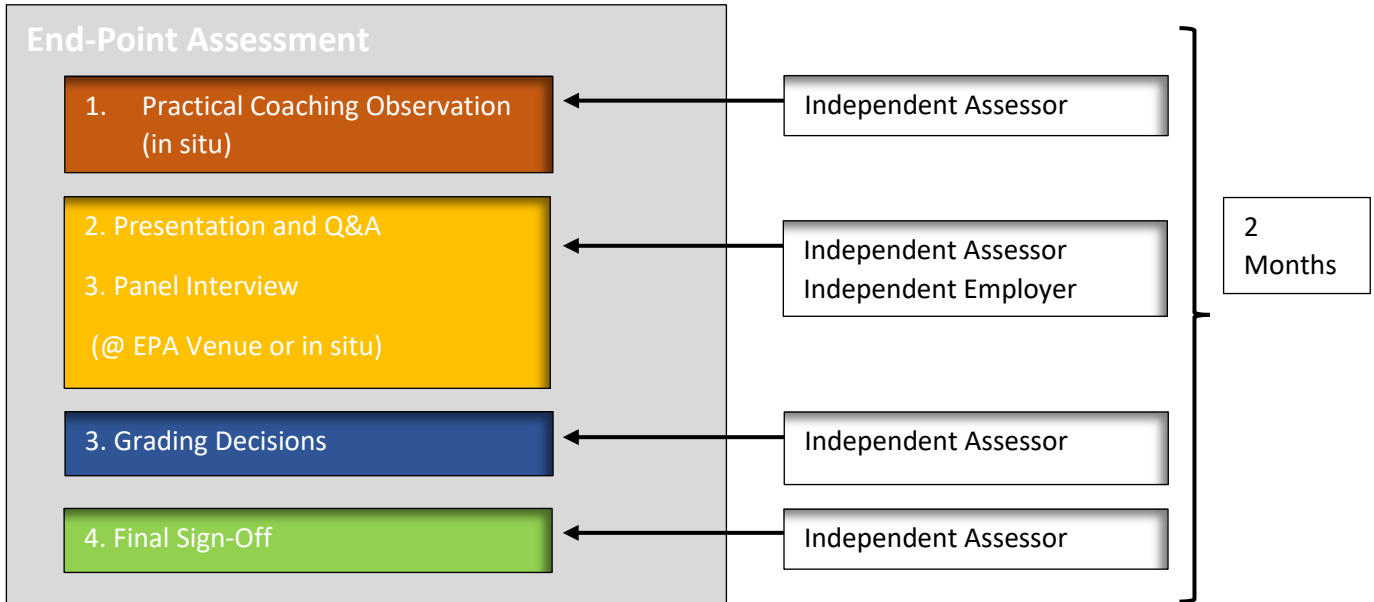 End-Point Assessment
1. Practical Coaching Observation
(in situ)
Independent Assessor
2. Presentation and Q&A
3. Panel Interview
(@ EPA Venue or in situ)
Independent Assessor
Independent Employer
2
Months
3. Grading Decisions
Independent Assessor
4. Final Sign-Off
Independent Assessor